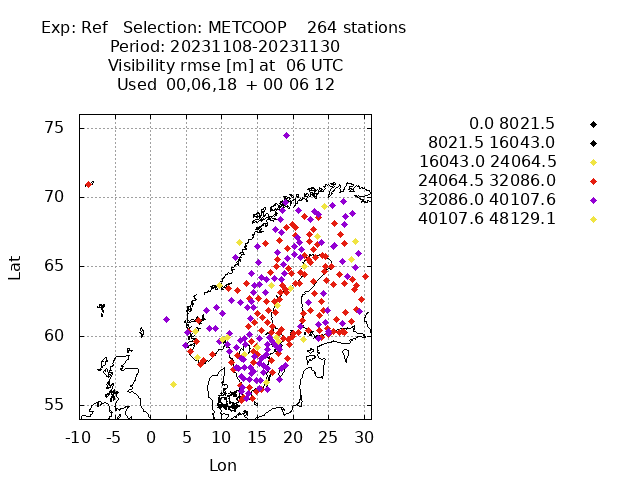 Exp: Ref   Selection: METCOOP    264 stations
Period: 20231108-20231130
Visibility rmse [m] at  06 UTC
Used  00,06,18  + 00 06 12
0.0 8021.5
8021.5 16043.0
16043.0 24064.5
24064.5 32086.0
32086.0 40107.6
40107.6 48129.1
75
70
65
60
55
Lat
-10 -5 0 5 10 15 20 25 30
Lon